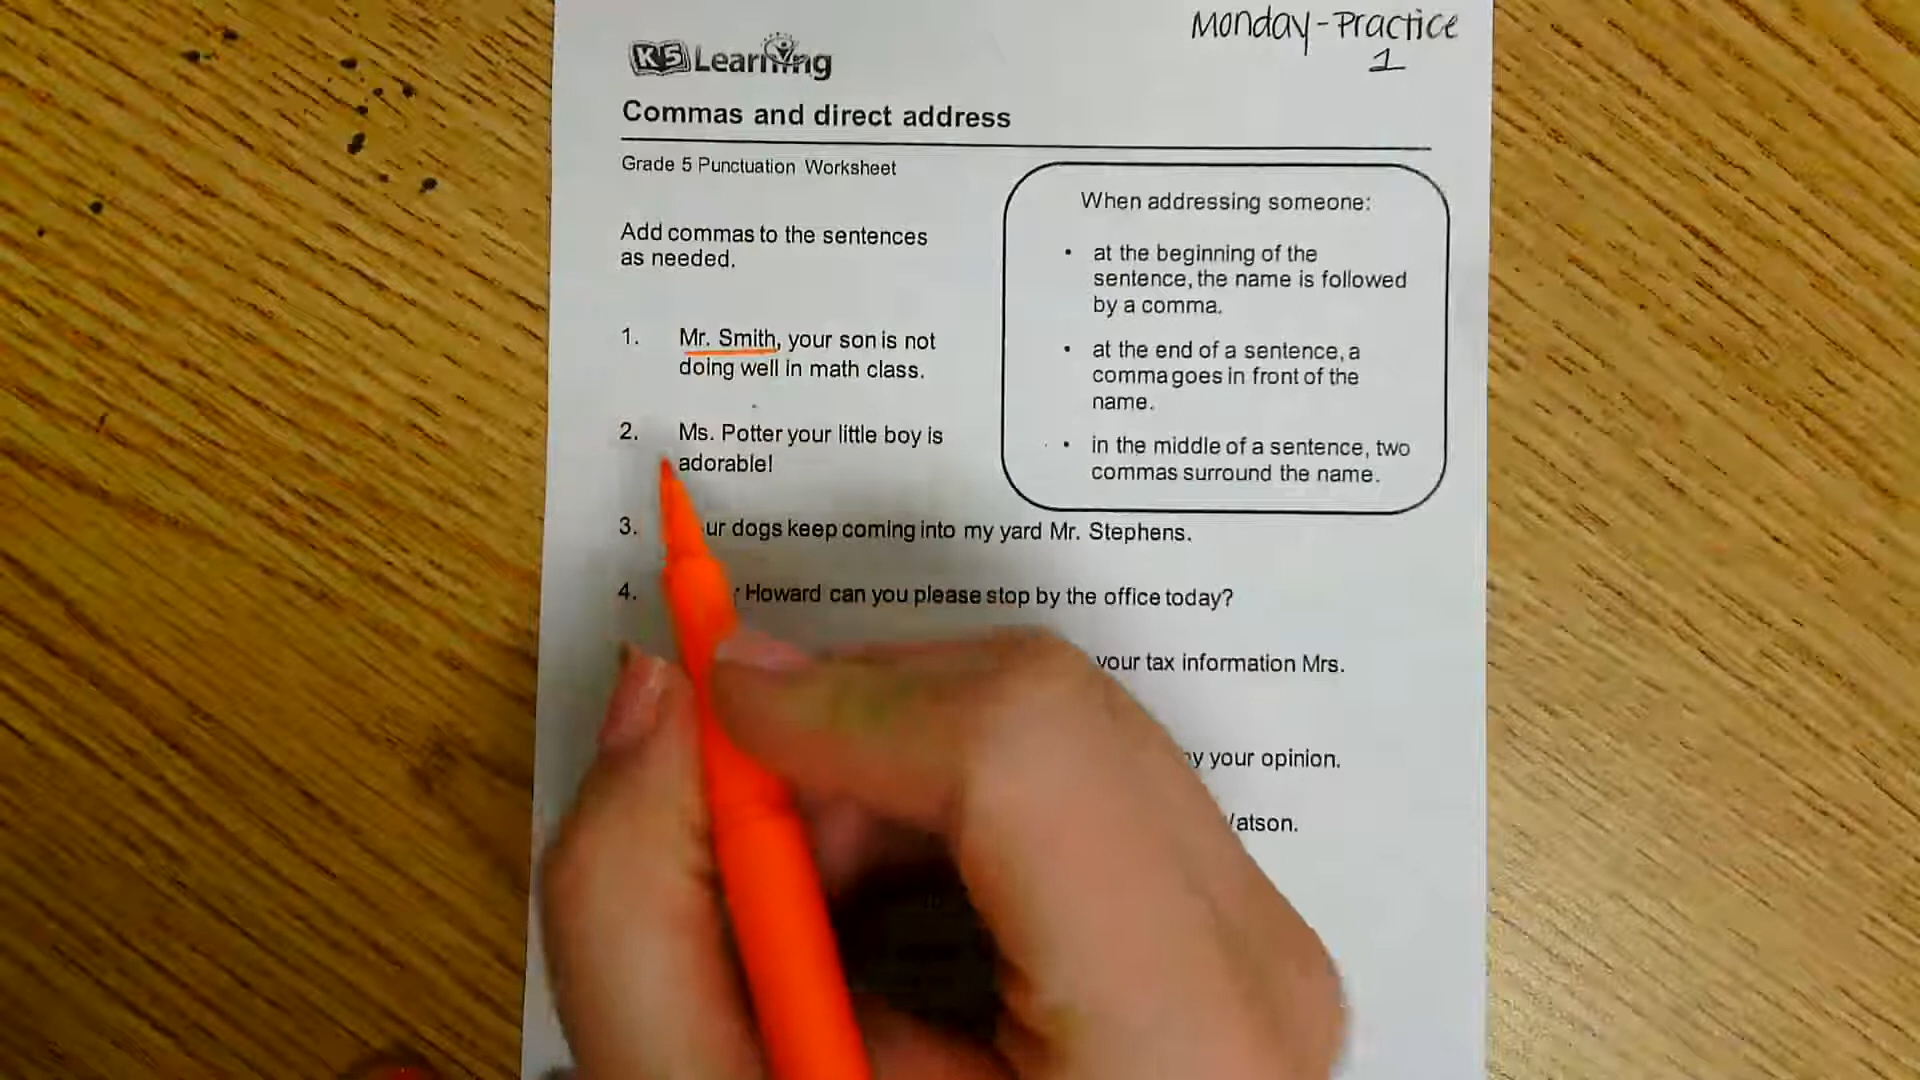 Monday-Practice
1
K5 Learning
Commas and direct address
Grade 5 Punctuation Worksheet
Add commas to the sentences
as needed.
When addressing someone:
• at the beginning of the
sentence, the name is followed
by a comma.
• at the end of a sentence, a
comma goes in front of the
name.
• in the middle of a sentence, two
commas surround the name.
1. Mr. Smith, your son is not
doing well in math class.
2. Ms. Potter your little boy is
adorable!
3. dogs keep coming into my yard Mr. Stephens.
4. Howard can you please stop by the office today?
your tax information Mrs.
your opinion.